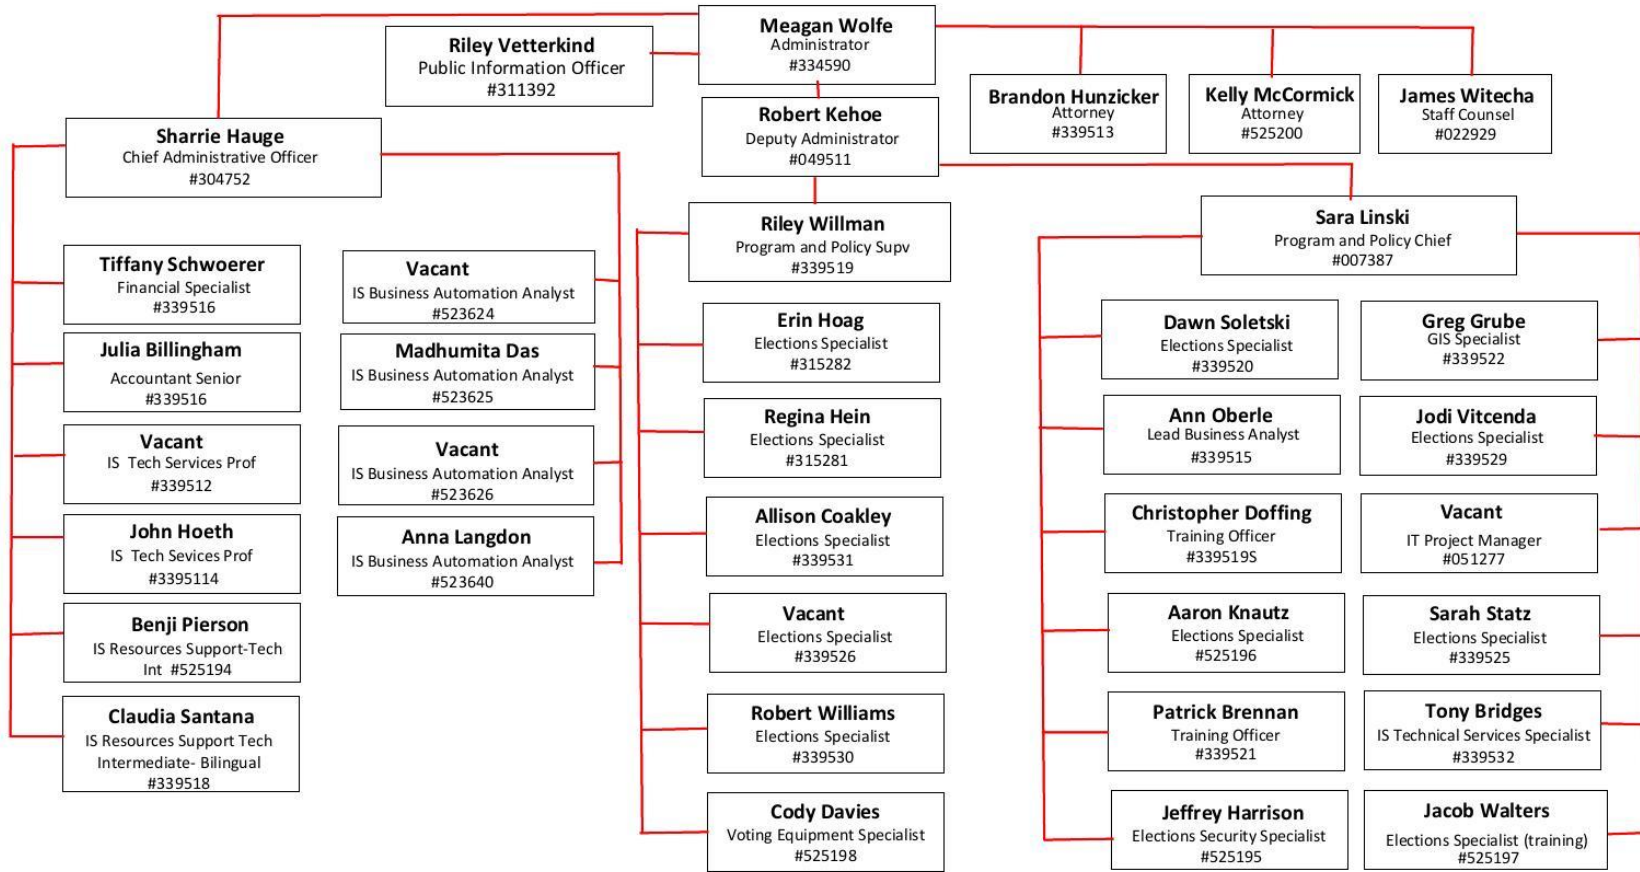 Meagan Wolfe
Administrator
#334590
Riley Vetterkind
Public Information Officer
#311392
Brandon Hunzicker
Attorney
#339513
Kelly McCormick
Attorney
#525200
James Witecha
Staff Counsel
#022929
Robert Kehoe
Deputy Administrator
#049511
Sharrie Hauge
Chief Administrative Officer
#304752
Tiffany Schwoerer
Financial Specialist
#339516
Julia Billingham
Accountant Senior
#339516
Vacant
IS Tech Services Prof
#339512
John Hoeth
IS Tech Sevices Prof
#3395114
Benji Pierson
IS Resources Support-Tech
Int #525194
Claudia Santana
IS Resources Support Tech
Intermediate- Bilingual
#339518
Vacant
IS Business Automation Analyst
#523624
Madhumita Das
IS Business Automation Analyst
#523625
Vacant
IS Business Automation Analyst
#523626
Anna Langdon
IS Business Automation Analyst
#523640
Riley Willman
Program and Policy Supv
#339519
Erin Hoag
Elections Specialist
#315282
Regina Hein
Elections Specialist
#315281
Allison Coakley
Elections Specialist
#339531
Vacant
Elections Specialist
#339526
Robert Williams
Elections Specialist
#339530
Cody Davies
Voting Equipment Specialist
#525198
Sara Linski
Program and Policy Chief
#007387
Dawn Soletski
Elections Specialist
#339520
Ann Oberle
Lead Business Analyst
#339515
Christopher Doffing
Training Officer
#339519S
Aaron Knautz
Elections Specialist
#525196
Patrick Brennan
Training Officer
#339521
Jeffrey Harrison
Elections Security Specialist
#525195
Greg Grube
GIS Specialist
#339522
Jodi Vitcenda
Elections Specialist
#339529
Vacant
IT Project Manager
#051277
Sarah Statz
Elections Specialist
#339525
Tony Bridges
IS Technical Services Specialist
#339532
Jacob Walters
Elections Specialist (training)
#525197